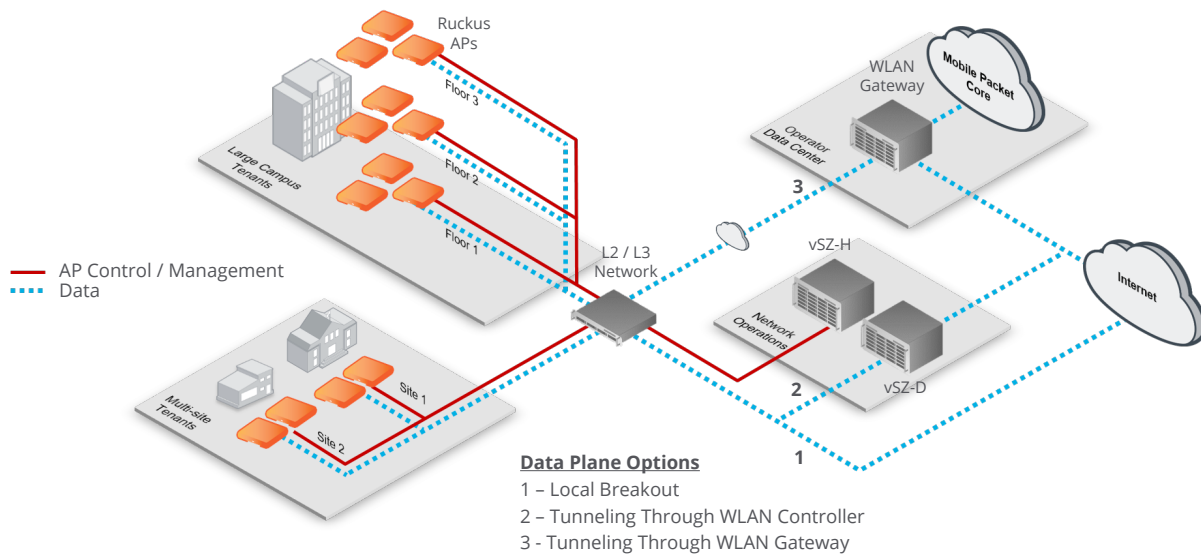 Ruckus
APs
Floor 3
Floor 2
Floor 1
Large Campus
Tenants
AP Control / Management
Data
Multi-site
Tenants
Site 1
Site 2
L2 / L3
Network
WLAN
Gateway
Mobile Packet
Core
Operator
Data Center
3
vSZ-H
Network
Operations
vSZ-D
2
1
Internet
Data Plane Options
1 – Local Breakout
2 – Tunneling Through WLAN Controller
3 - Tunneling Through WLAN Gateway